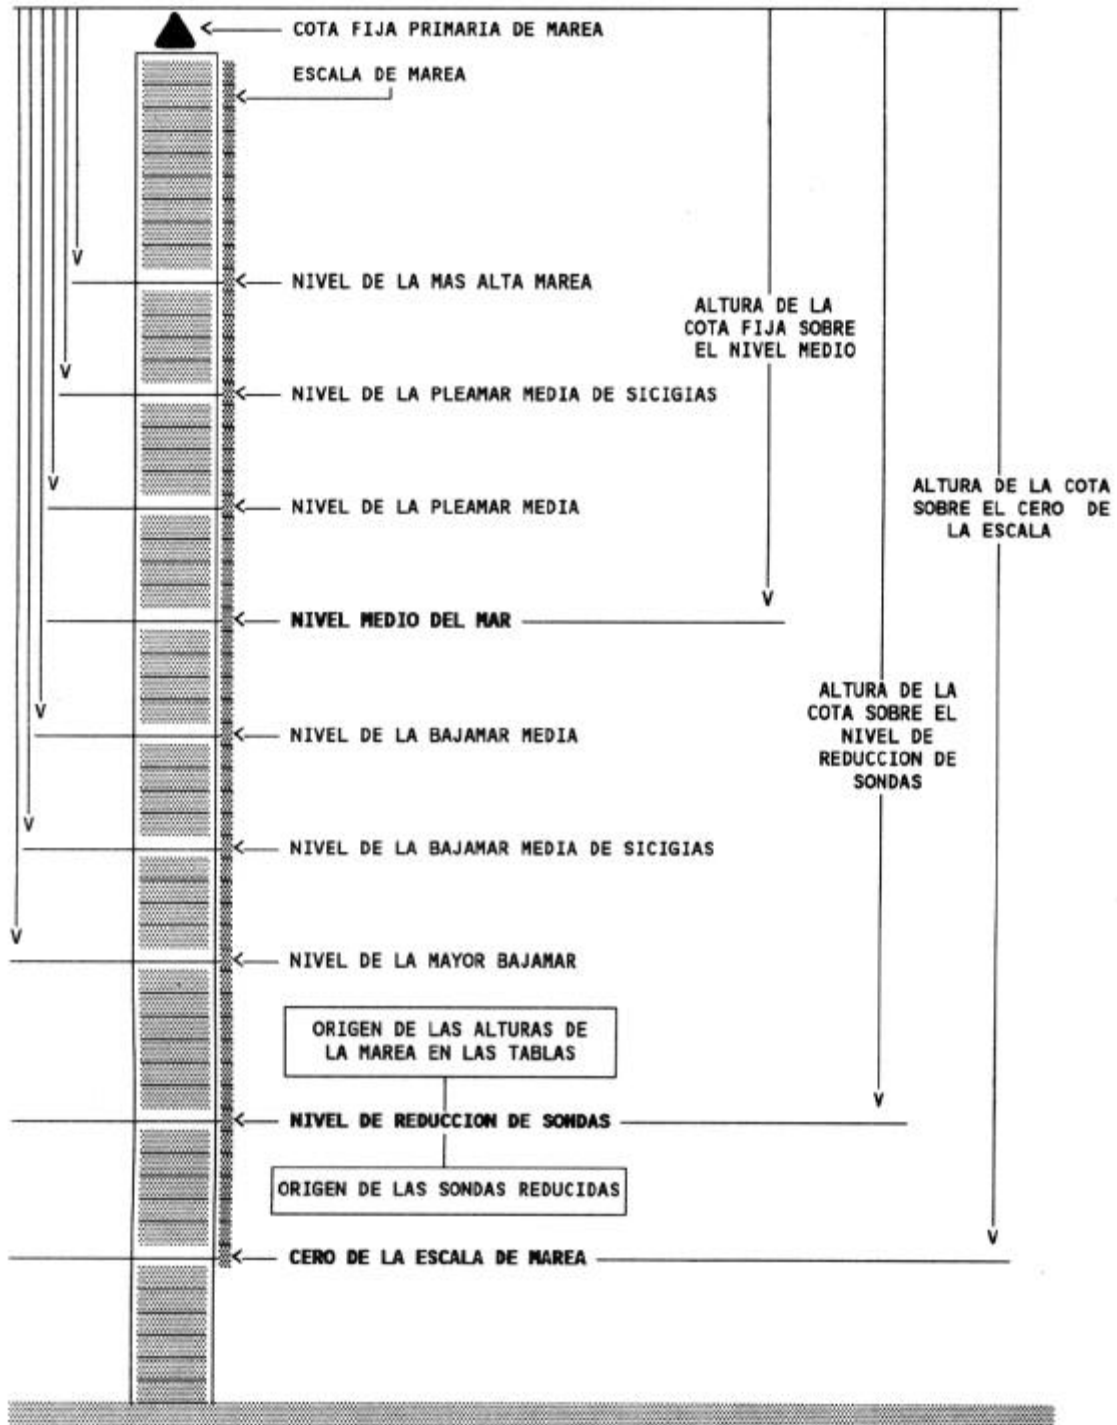 COTA FIJA PRIMARIA DE MAREA
ESCALA DE MAREA
NIVEL DE LA MAS ALTA MAREA
ALTURA DE LA
COTA FIJA SOBRE
EL NIVEL MEDIO
NIVEL DE LA PLEAMAR MEDIA DE SICIGIAS
NIVEL DE LA PLEAMAR MEDIA
ALTURA DE LA COTA
SOBRE EL CERO DE
LA ESCALA
NIVEL MEDIO DEL MAR
ALTURA DE LA
COTA SOBRE EL
NIVEL DE
REDUCCION DE
SONDAS
NIVEL DE LA BAJAMAR MEDIA
NIVEL DE LA BAJAMAR MEDIA DE SICIGIAS
NIVEL DE LA MAYOR BAJAMAR
ORIGEN DE LAS ALTURAS DE
LA MAREA EN LAS TABLAS
NIVEL DE REDUCCION DE SONDAS
ORIGEN DE LAS SONDAS REDUCIDAS
CERO DE LA ESCALA DE MAREA